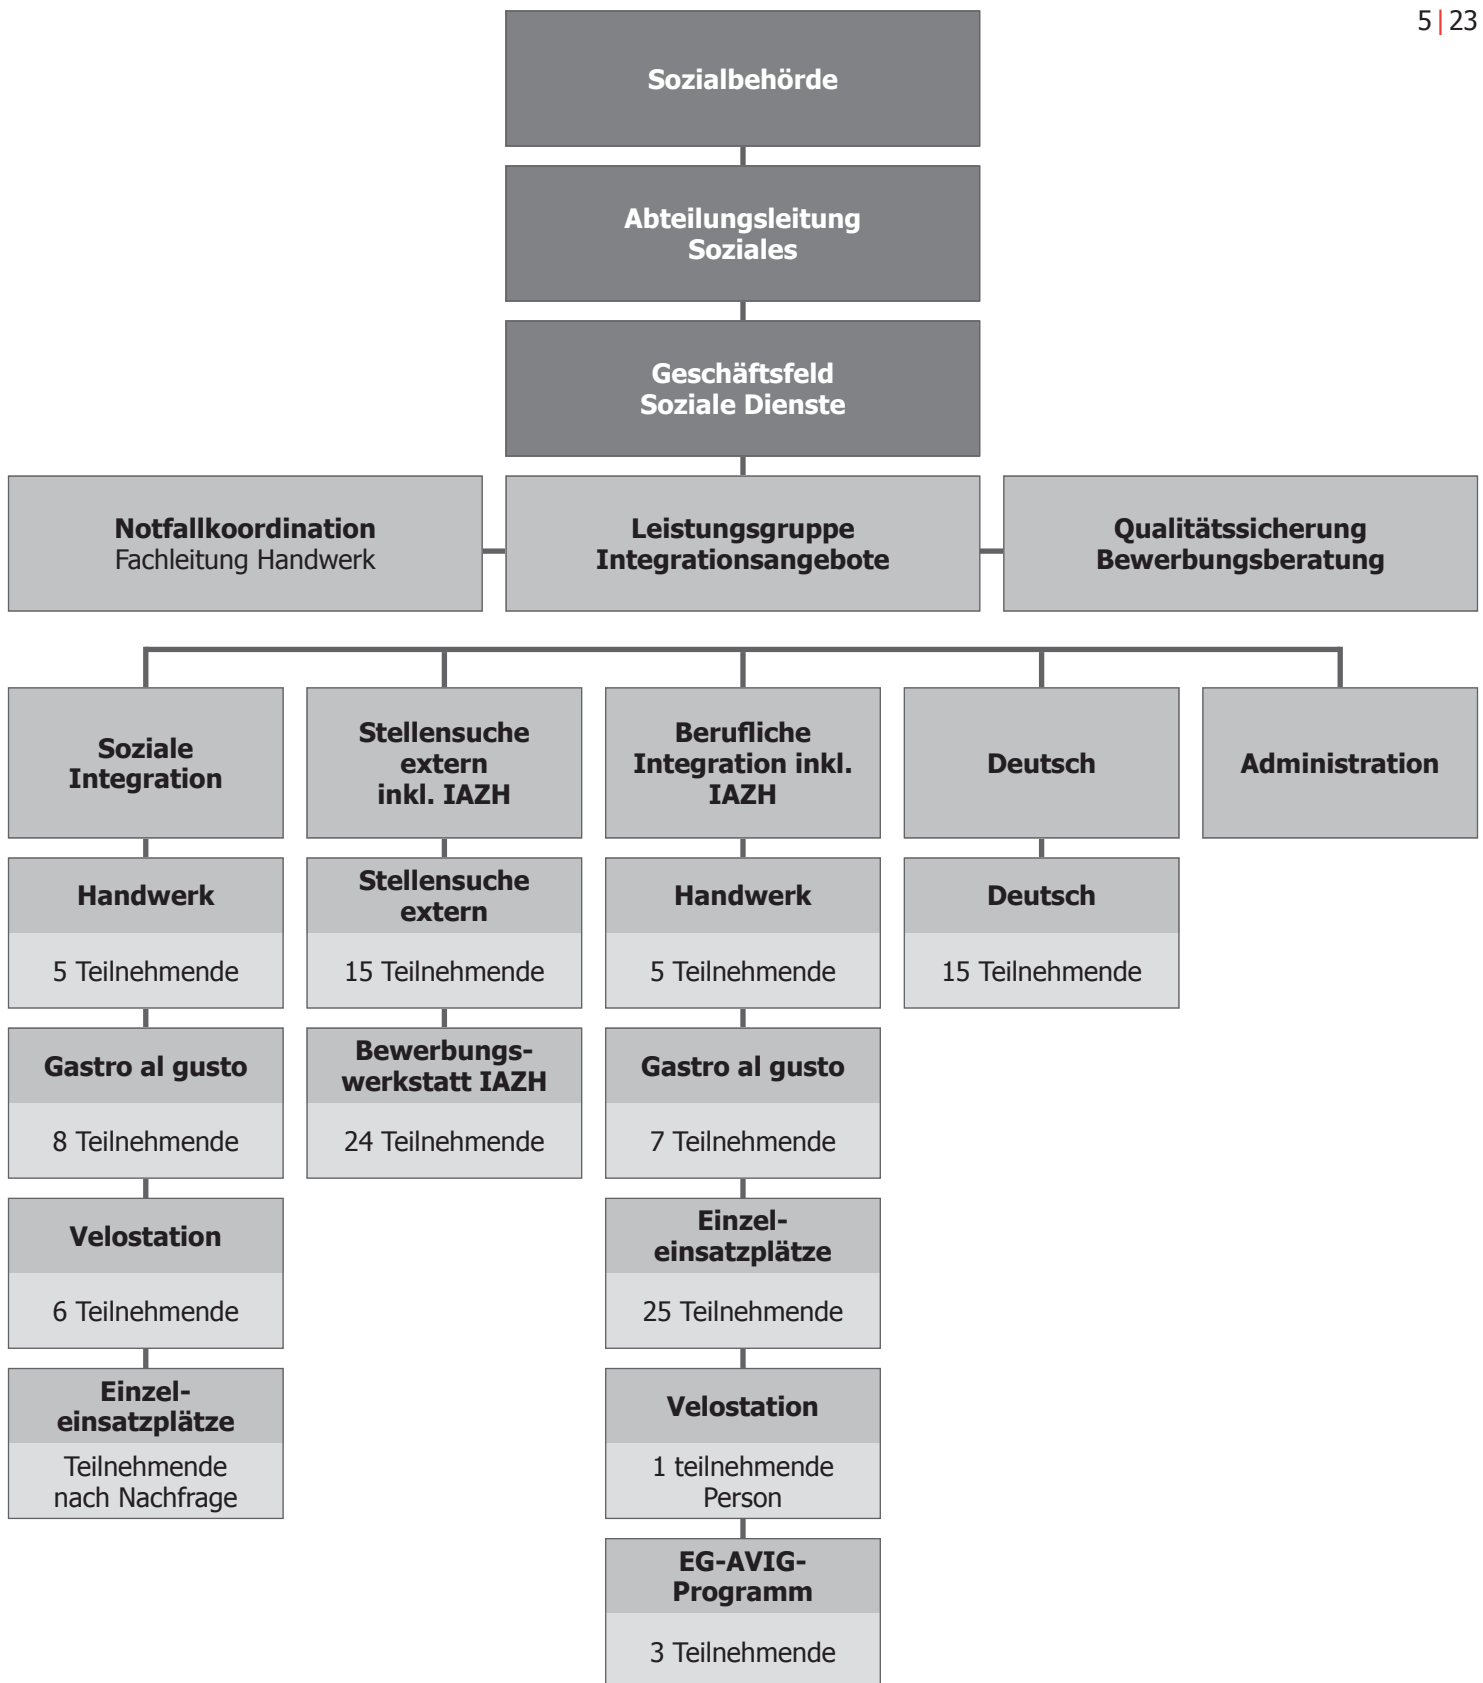 5|23
Sozialbehörde
Abteilungsleitung
Soziales
Geschäftsfeld
Soziale Dienste
Notfallkoordination
Fachleitung Handwerk
Leistungsgruppe
Integrationsangebote
Qualitätssicherung
Bewerbungsberatung
Soziale
Integration
Stellensuche
extern
inkl. IAZH
Berufliche
Integration inkl.
IAZH
Deutsch
Administration
Handwerk
5 Teilnehmende
Stellensuche
extern
15 Teilnehmende
Handwerk
5 Teilnehmende
Deutsch
15 Teilnehmende
Gastro al gusto
8 Teilnehmende
Bewerbungs-
werkstatt IAZH
24 Teilnehmende
Gastro al gusto
7 Teilnehmende
Velostation
6 Teilnehmende
Einzel-
einsatzplätze
25 Teilnehmende
Einzel-
einsatzplätze
Teilnehmende
nach Nachfrage
Velostation
1 teilnehmende
Person
EG-AVIG-
Programm
3 Teilnehmende